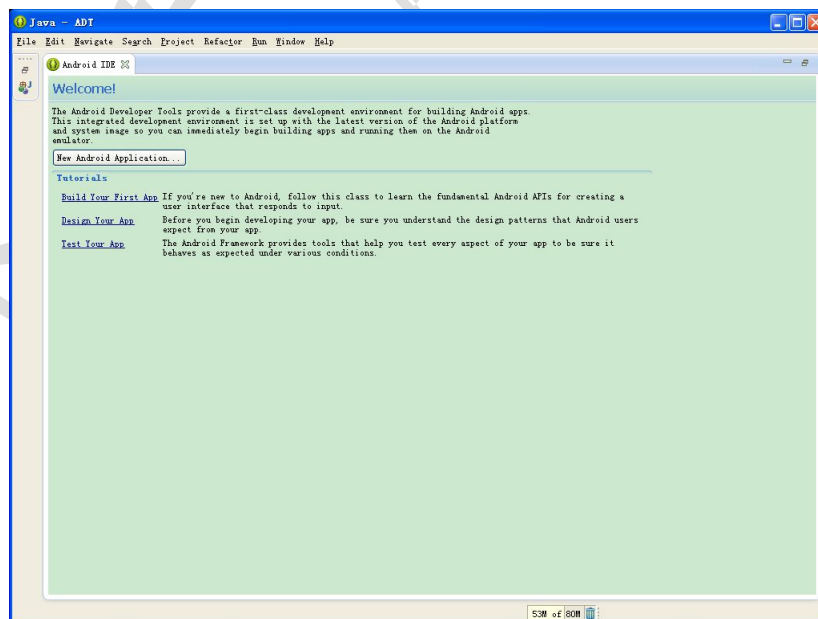 Java - ADT
File Edit Navigate Search Project Refactor Run Window Help
Android IDE
Welcome!
The Android Developer Tools provide a first-class development environment for building Android apps.
This integrated development environment is set up with the latest version of the Android platform
and system image so you can immediately begin building apps and running them on the Android
emulator.
New Android Application...
Tutorials
Build Your First App If you're new to Android, follow this class to learn the fundamental Android APIs for creating a
user interface that responds to input.
Design Your App Before you begin developing your app, be sure you understand the design patterns that Android users
expect from your app.
Test Your App The Android Framework provides tools that help you test every aspect of your app to be sure it
behaves as expected under various conditions.
53M of 80M